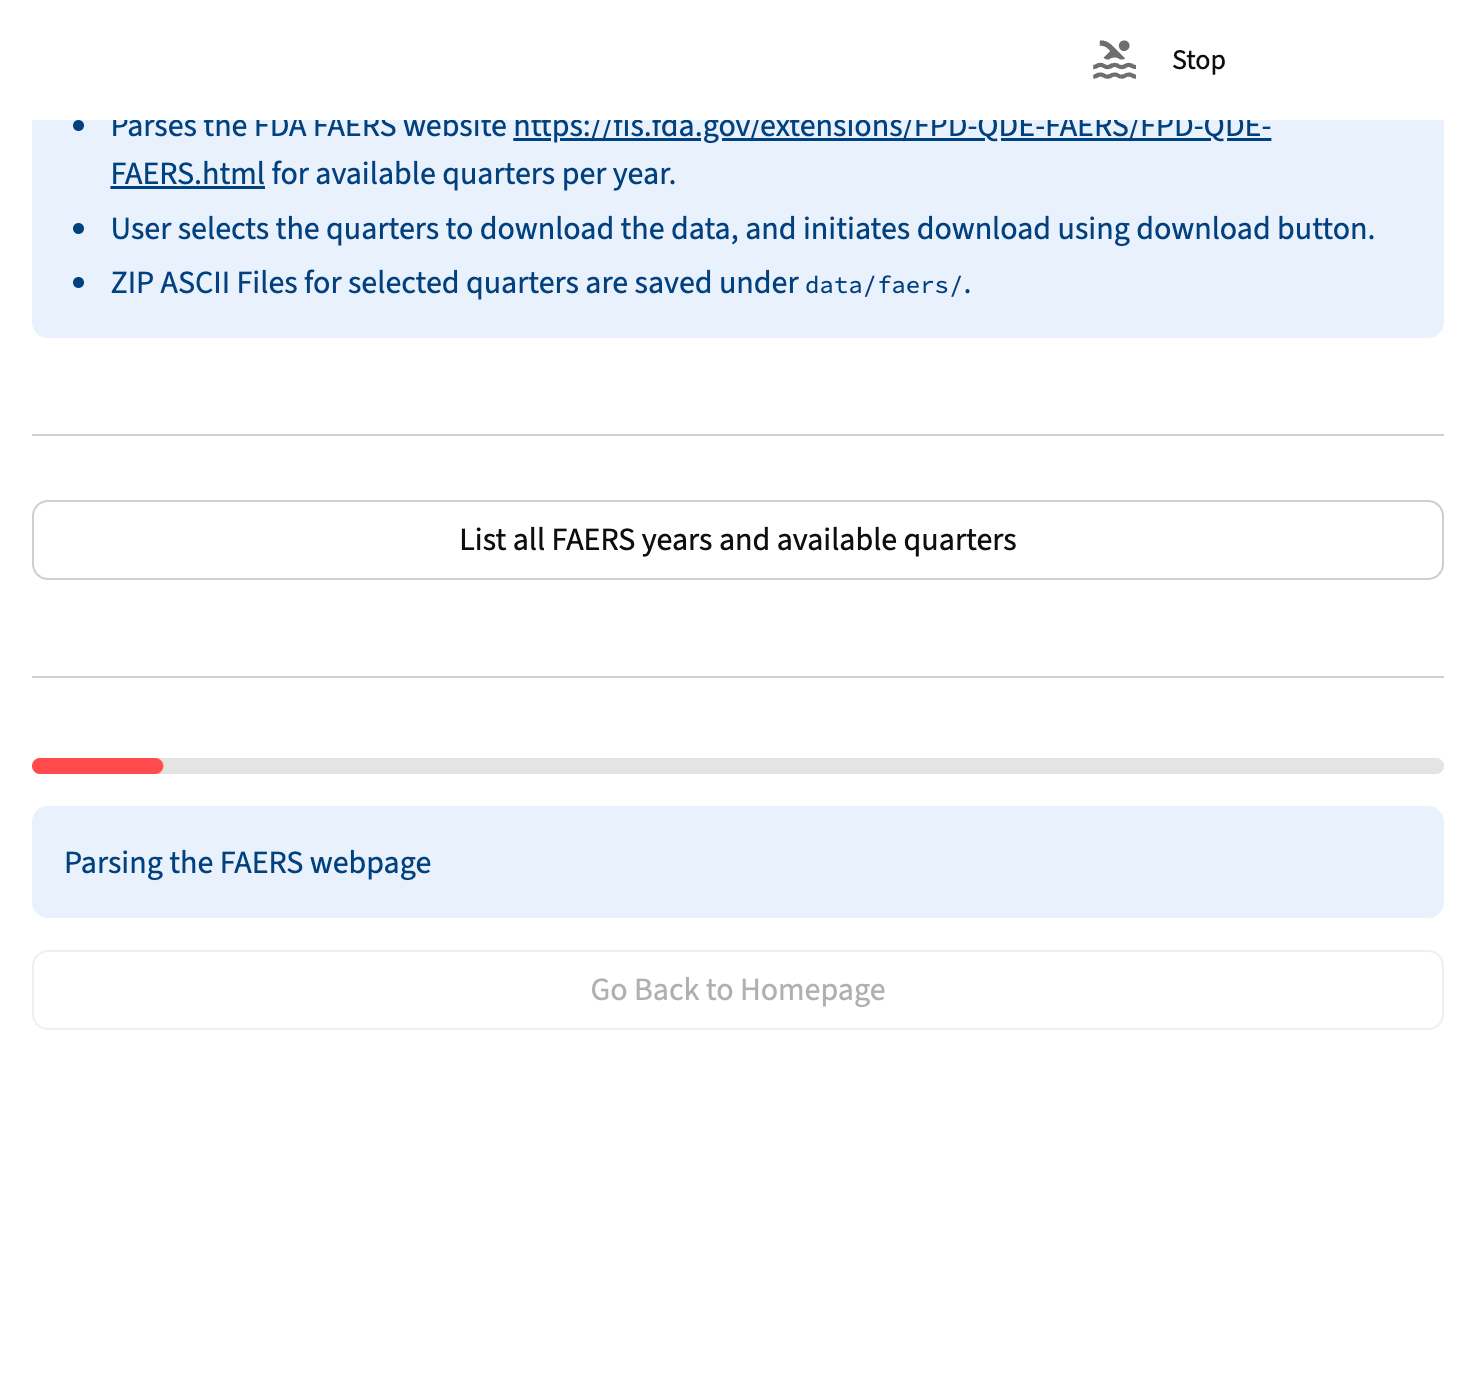 Stop
Parses the FDA FAERS website https://fis.fda.gov/extensions/FPD-QDE-FAERS/FPD-QDE-
FAERS.html for available quarters per year.
User selects the quarters to download the data, and initiates download using download button.
ZIP ASCII Files for selected quarters are saved under data/faers/.
List all FAERS years and available quarters
Parsing the FAERS webpage
Go Back to Homepage